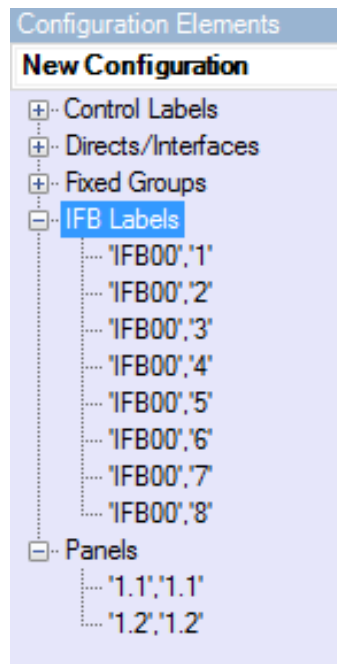 Configuration Elements
New Configuration
Control Labels
Directs/Interfaces
Fixed Groups
IFB Labels
'IFB00','1'
'IFB00','2'
'IFB00','3'
'IFB00','4'
'IFB00','5'
'IFB00','6'
'IFB00','7'
'IFB00','8'
Panels
'1.1','1.1'
'1.2','1.2'